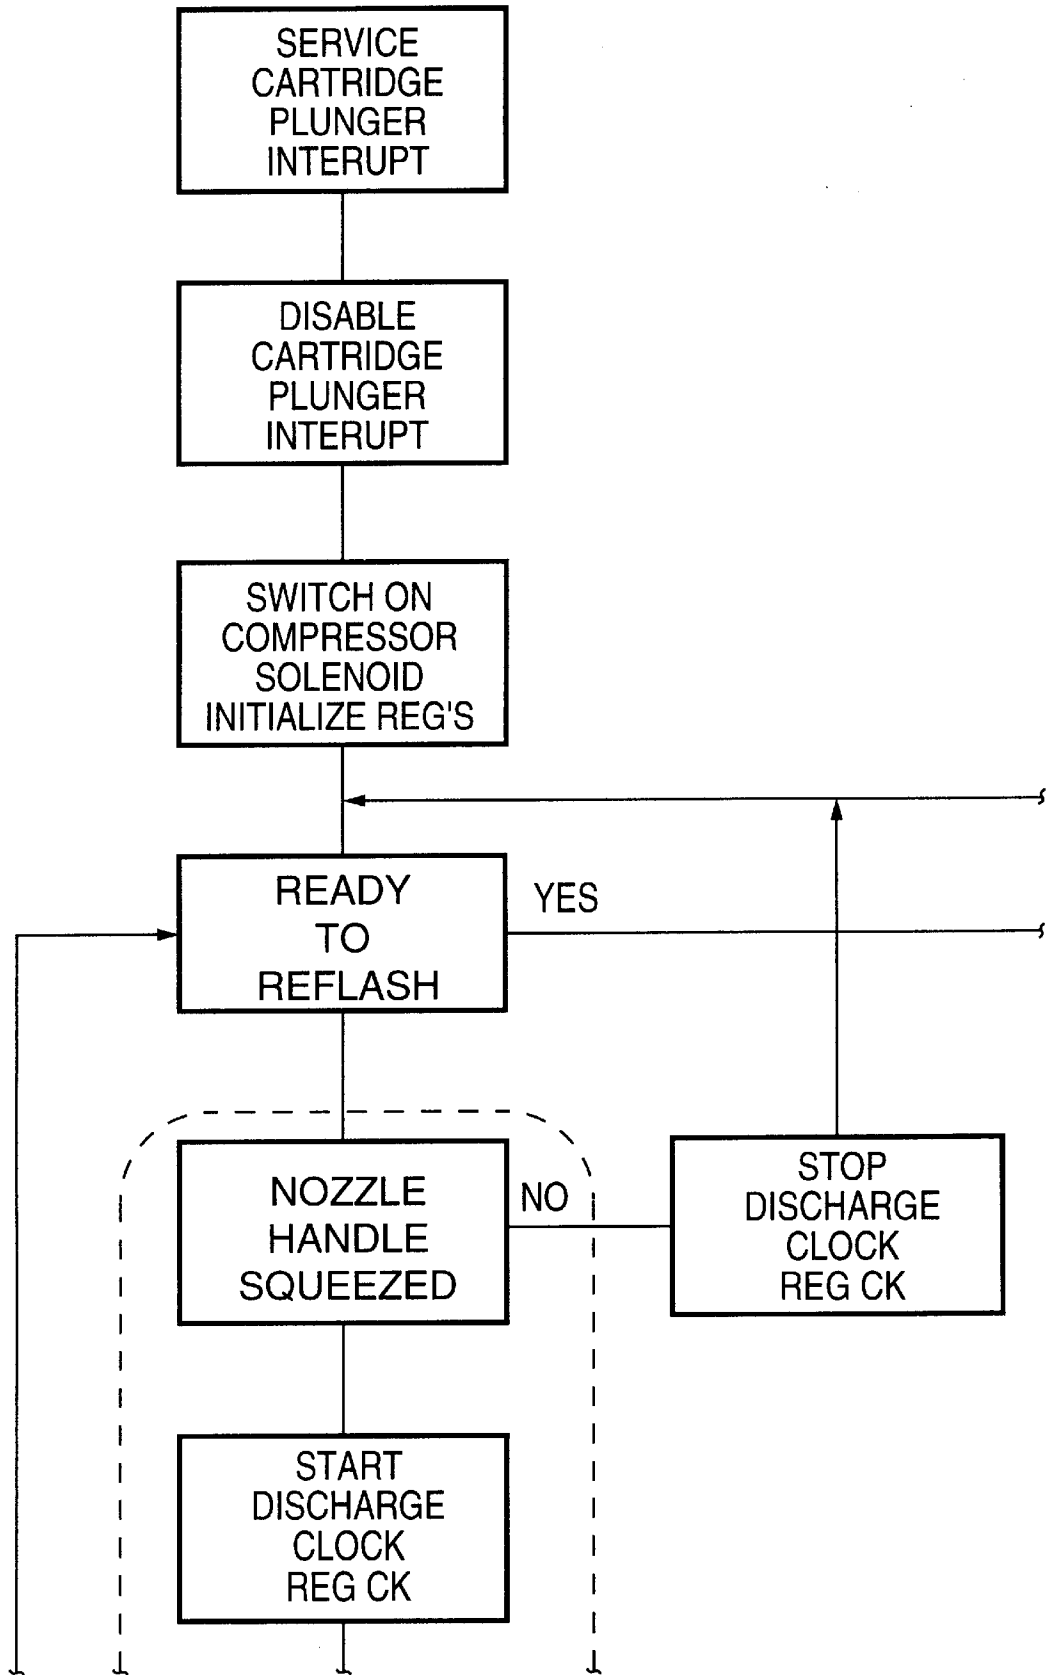 SERVICE
CARTRIDGE
PLUNGER
INTERUPT
DISABLE
CARTRIDGE
PLUNGER
INTERUPT
SWITCH ON
COMPRESSOR
SOLENOID
INITIALIZE REG'S
READY
TO
REFLASH
YES
NOZZLE
HANDLE
SQUEEZED
NO
STOP
DISCHARGE
CLOCK
REG CK
START
DISCHARGE
CLOCK
REG CK